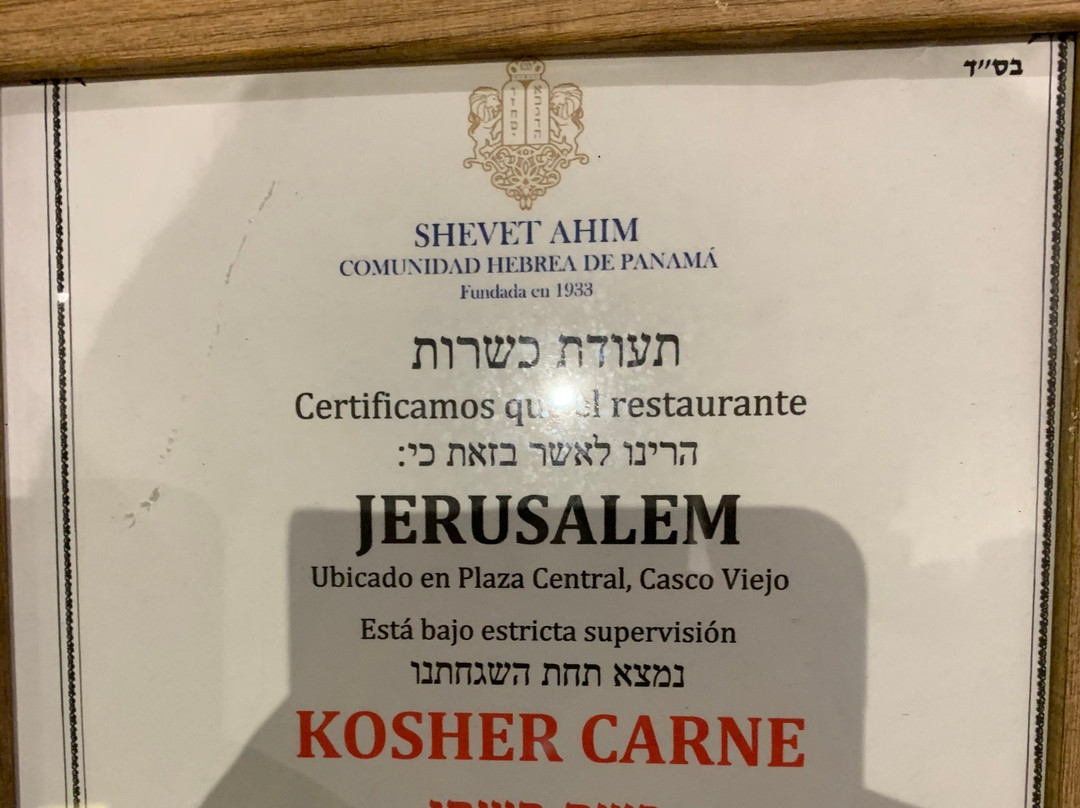 בס״ד
SHEVET AHIM
COMUNIDAD HEBREA DE PANAMÁ
Fundada en 1933
תעודת כשרות
Certificamos que el restaurante
הרינו לאשר בזאת כי:
JERUSALEM
Ubicado en Plaza Central, Casco Viejo
Está bajo estricta supervisión
נמצא תחת השגחתנו
KOSHER CARNE